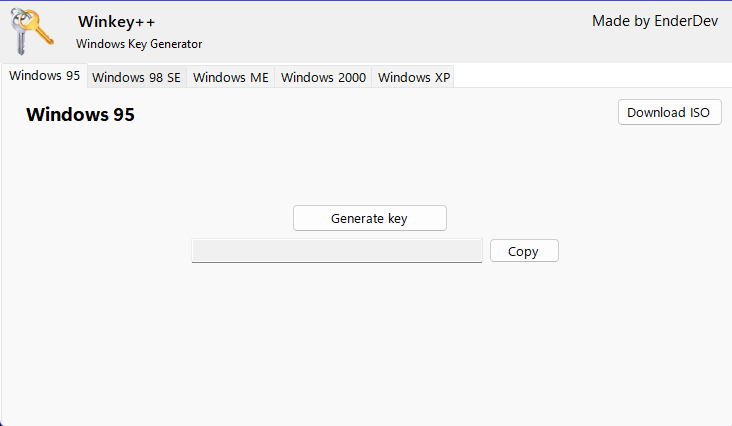 Winkey++
Made by EnderDev
Windows Key Generator
Windows 95
Windows 98 SE
Windows ME
Windows 2000
Windows XP
Windows 95
Download ISO
Generate key
Copy